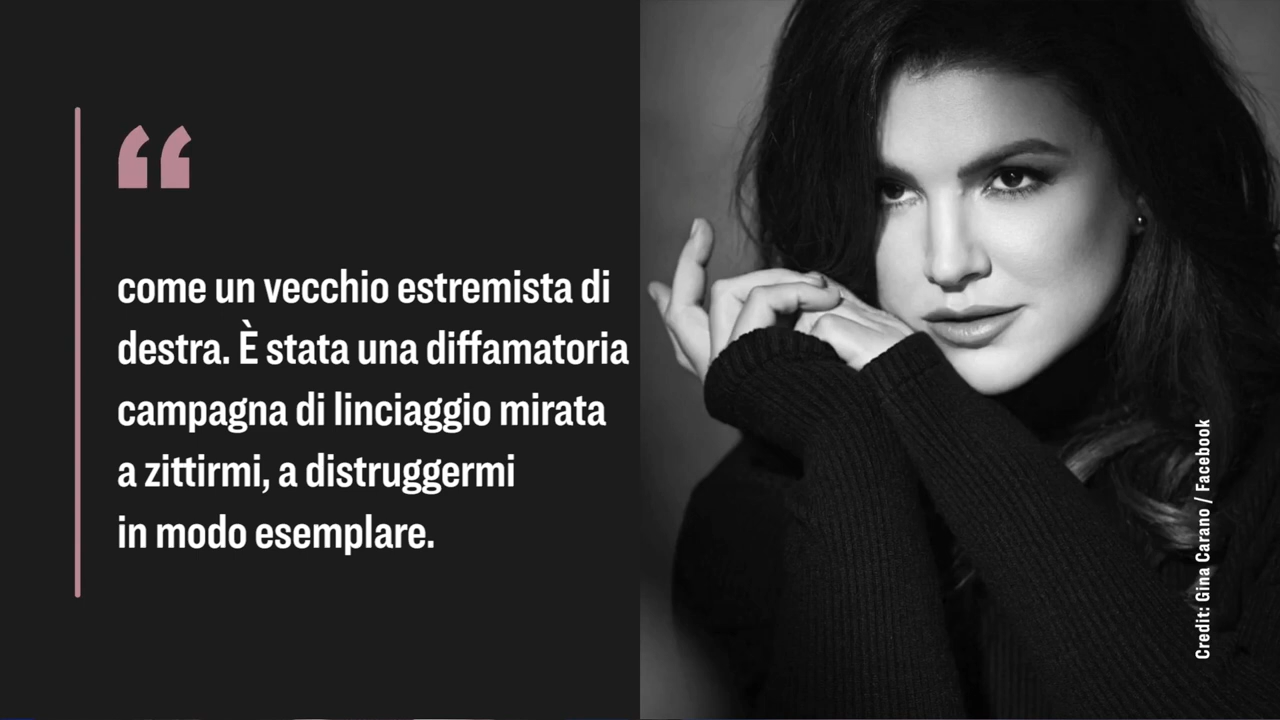 “
come un vecchio estremista di
destra. È stata una diffamatoria
campagna di linciaggio mirata
a zittirmi, a distruggermi
in modo esemplare.
Credit: Gina Carano / Facebook